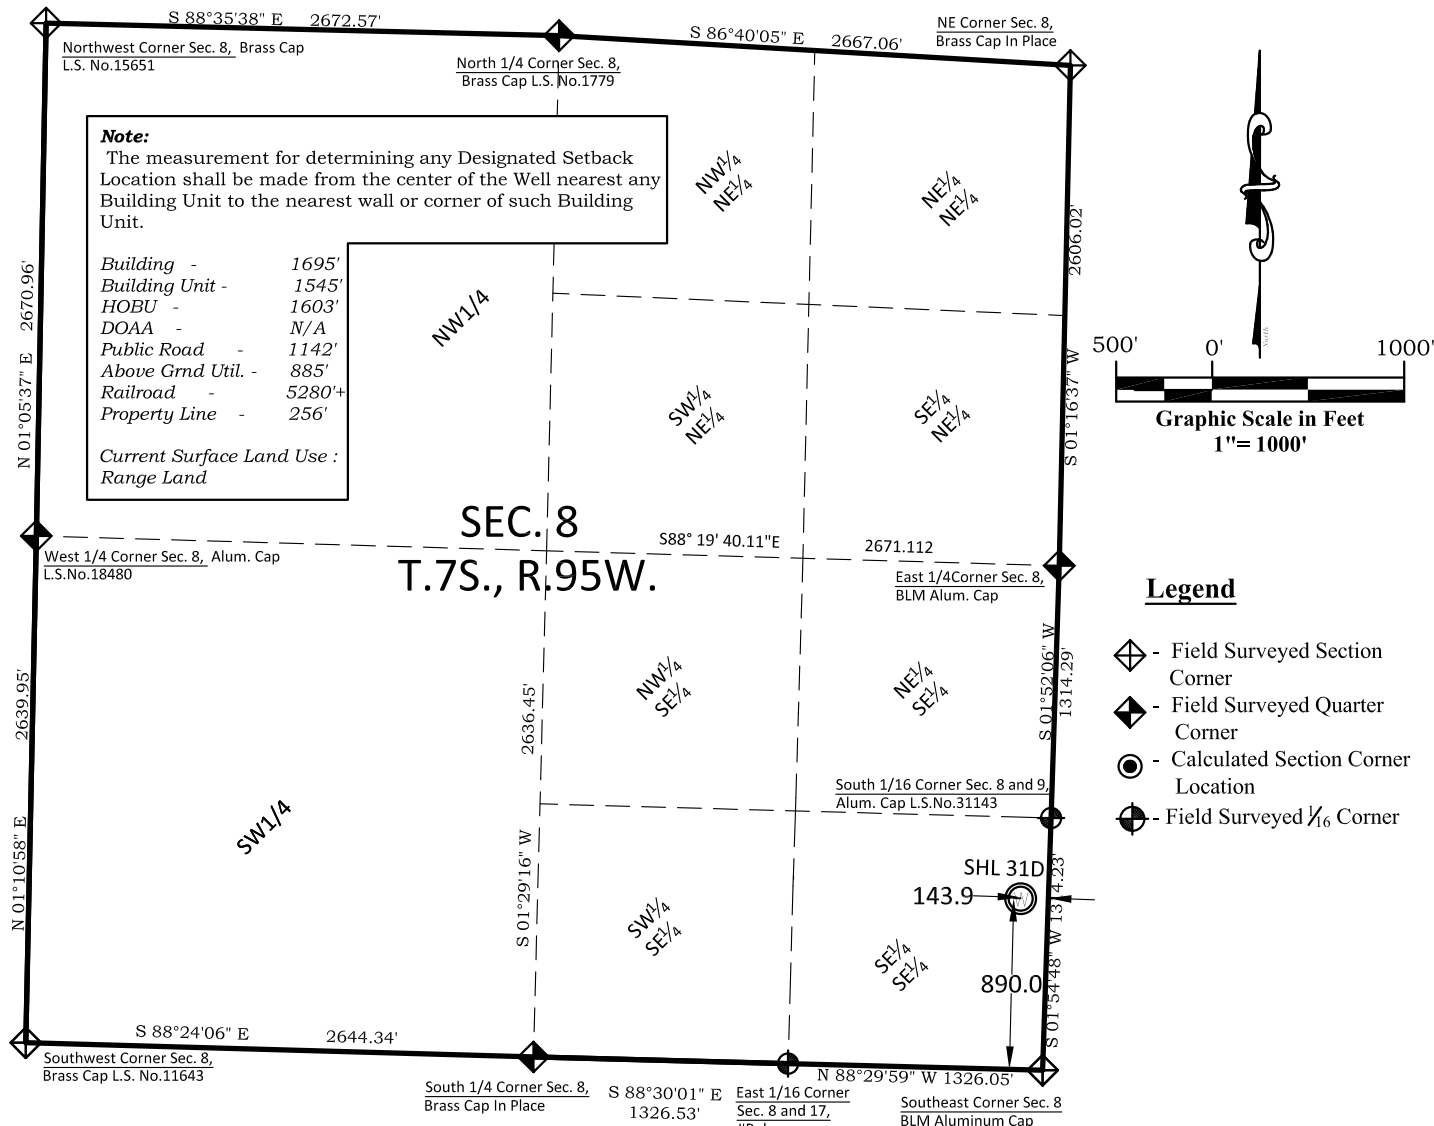 S 88°35'38" E 2672.57'
S 86°40'05" E 2667.06'
NE Corner Sec. 8,
Brass Cap In Place
Northwest Corner Sec. 8, Brass Cap
L.S. No.15651
North 1/4 Corner Sec. 8,
Brass Cap L.S. No.1779
Note:
The measurement for determining any Designated Setback
Location shall be made from the center of the Well nearest any
Building Unit to the nearest wall or corner of such Building
Unit.
Building - 1695'
Building Unit - 1545'
HOBU - 1603'
DOAA - N/A
Public Road - 1142'
Above Grnd Util. - 885'
Railroad - 5280'+
Property Line - 256'
Current Surface Land Use :
Range Land
N 01°05'37" E 2670.96'
NW1/4
NW1/4
NE1/4
NE1/4
NE1/4
SW1/4
NE1/4
SE1/4
NE1/4
2606.02'
S 01°16'37" W
North
500' 0' 1000'
Graphic Scale in Feet
1"= 1000'
SEC. 8
T.7S., R.95W.
S88° 19' 40.11"E 2671.112
West 1/4 Corner Sec. 8, Alum. Cap
L.S.No.18480
East 1/4Corner Sec. 8,
BLM Alum. Cap
Legend
- Field Surveyed Section
Corner
- Field Surveyed Quarter
Corner
- Calculated Section Corner
Location
- Field Surveyed 1/16 Corner
N 01°10'58" E 2639.95'
S 01°29'16" W 2636.45'
NW1/4
SE1/4
NE1/4
SE1/4
S 01°52'06" W
1314.29'
South 1/16 Corner Sec. 8 and 9,
Alum. Cap L.S.No.31143
SW1/4
SW1/4
SE1/4
SE1/4
SE1/4
SHL 31D
143.9
890.0
S 01°54'48" W 1314.23'
S 88°24'06" E 2644.34'
Southwest Corner Sec. 8,
Brass Cap L.S. No.11643
South 1/4 Corner Sec. 8,
Brass Cap In Place
S 88°30'01" E
1326.53'
East 1/16 Corner
Sec. 8 and 17,
N 88°29'59" W 1326.05'
Southeast Corner Sec. 8
BLM Aluminum Cap